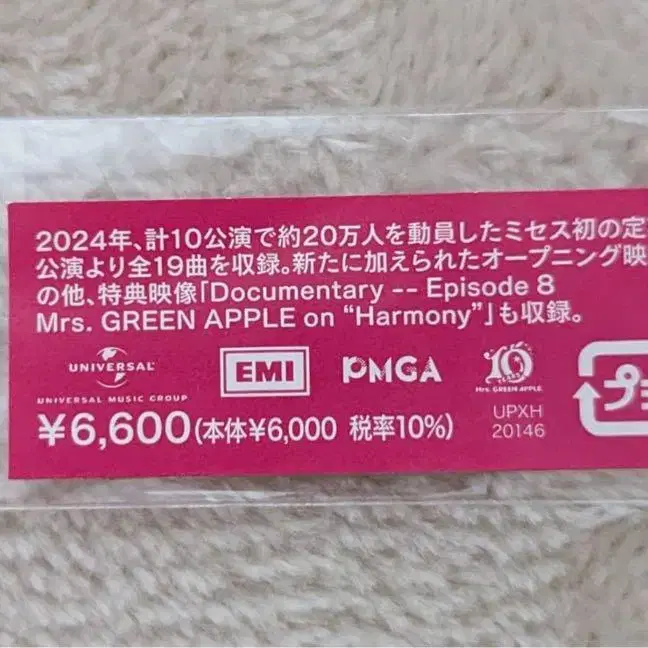 2024年、計10公演で約20万人を動員したミセス初の定
公演より全19曲を収録。新たに加えられたオープニング映
の他、特典映像「Documentary -- Episode 8
Mrs. GREEN APPLE on “Harmony”」も収録。
UNIVERSAL
UNIVERSAL MUSIC GROUP
EMI
PMGA
10
YEARS
Mrs. GREEN APPLE
¥6,600(本体¥6,000 税率10%)
UPXH
20146
プ